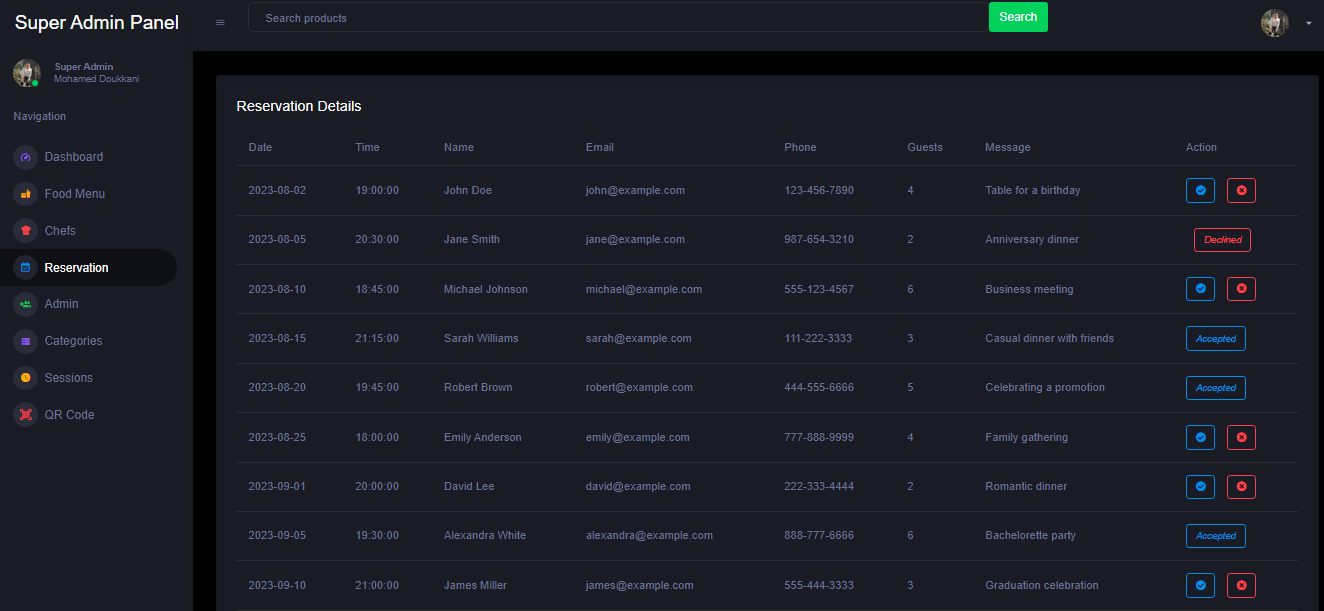 Super Admin Panel
Search products
Search
Super Admin
Mohamed Doukkani
Navigation
Dashboard
Food Menu
Chefs
Reservation
Admin
Categories
Sessions
QR Code
Reservation Details
Date Time Name Email Phone Guests Message Action
2023-08-02 19:00:00 John Doe john@example.com 123-456-7890 4 Table for a birthday
2023-08-05 20:30:00 Jane Smith jane@example.com 987-654-3210 2 Anniversary dinner Declined
2023-08-10 18:45:00 Michael Johnson michael@example.com 555-123-4567 6 Business meeting
2023-08-15 21:15:00 Sarah Williams sarah@example.com 111-222-3333 3 Casual dinner with friends Accepted
2023-08-20 19:45:00 Robert Brown robert@example.com 444-555-6666 5 Celebrating a promotion Accepted
2023-08-25 18:00:00 Emily Anderson emily@example.com 777-888-9999 4 Family gathering
2023-09-01 20:00:00 David Lee david@example.com 222-333-4444 2 Romantic dinner
2023-09-05 19:30:00 Alexandra White alexandra@example.com 888-777-6666 6 Bachelorette party Accepted
2023-09-10 21:00:00 James Miller james@example.com 555-444-3333 3 Graduation celebration